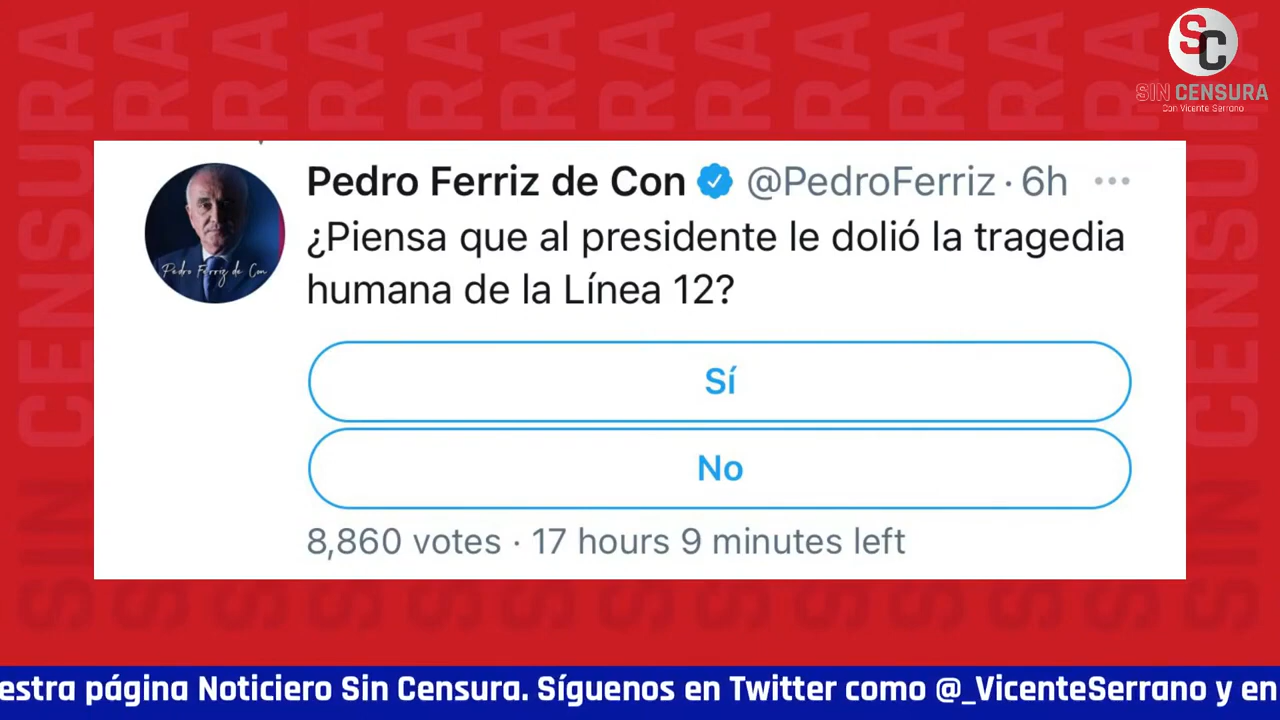 SC
SIN CENSURA
Con Vicente Serrano
Pedro Ferriz de Con @PedroFerriz · 6h
¿Piensa que al presidente le dolió la tragedia
humana de la Línea 12?
Pedro Ferriz de Con
Sí
No
8,860 votes · 17 hours 9 minutes left
SIN CENSURA
estra página Noticiero Sin Censura. Síguenos en Twitter como @_VicenteSerrano y en